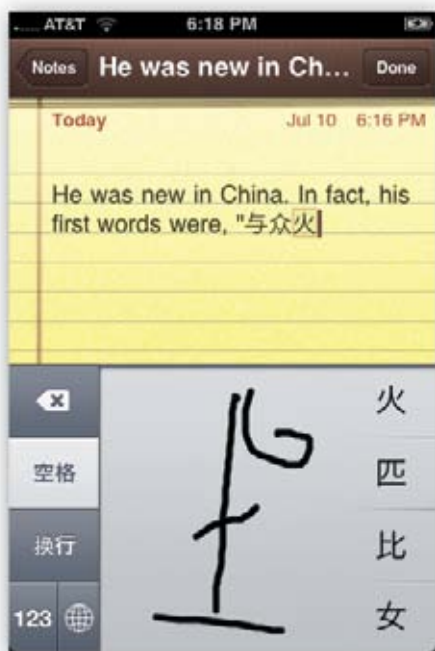 AT&T 6:18 PM
Notes He was new in Ch... Done
Today Jul 10 6:16 PM
He was new in China. In fact, his
first words were, "与众火
火
空格 匹
换行 比
123 女